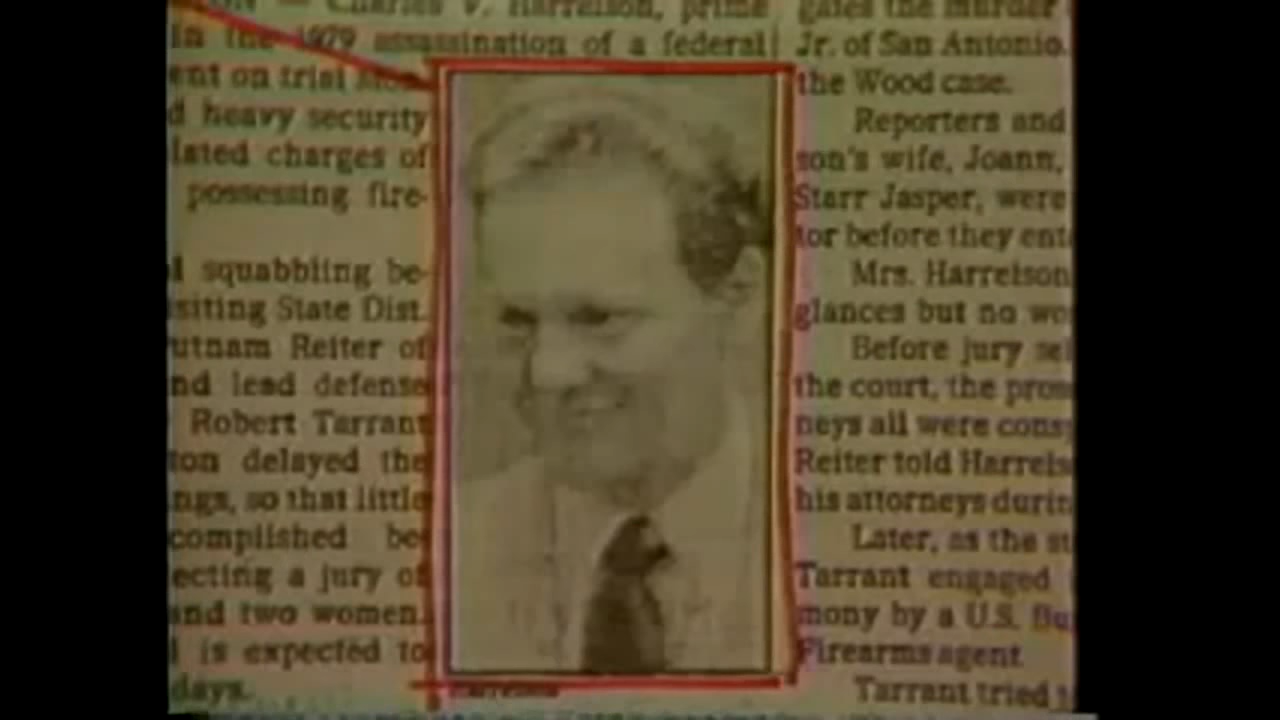 ON — Charles V. Harrelson, prime
in the 1979 assassination of a federal
ent on trial
d heavy security
lated charges of
possessing fire-
l squabbling be-
siting State Dist.
utnam Reiter of
nd lead defense
Robert Tarrant
ton delayed the
ngs, so that little
complished be-
ecting a jury of
and two women.
l is expected to
days.
Harrelson
gates the murder
Jr. of San Antonio.
the Wood case.
Reporters and
son's wife, Joann,
Starr Jasper, were
tor before they ent
Mrs. Harrelson
glances but no wo
Before jury sel
the court, the pros
neys all were cons
Reiter told Harrels
his attorneys durin
Later, as the st
Tarrant engaged
mony by a U.S. Bu
Firearms agent
Tarrant tried t